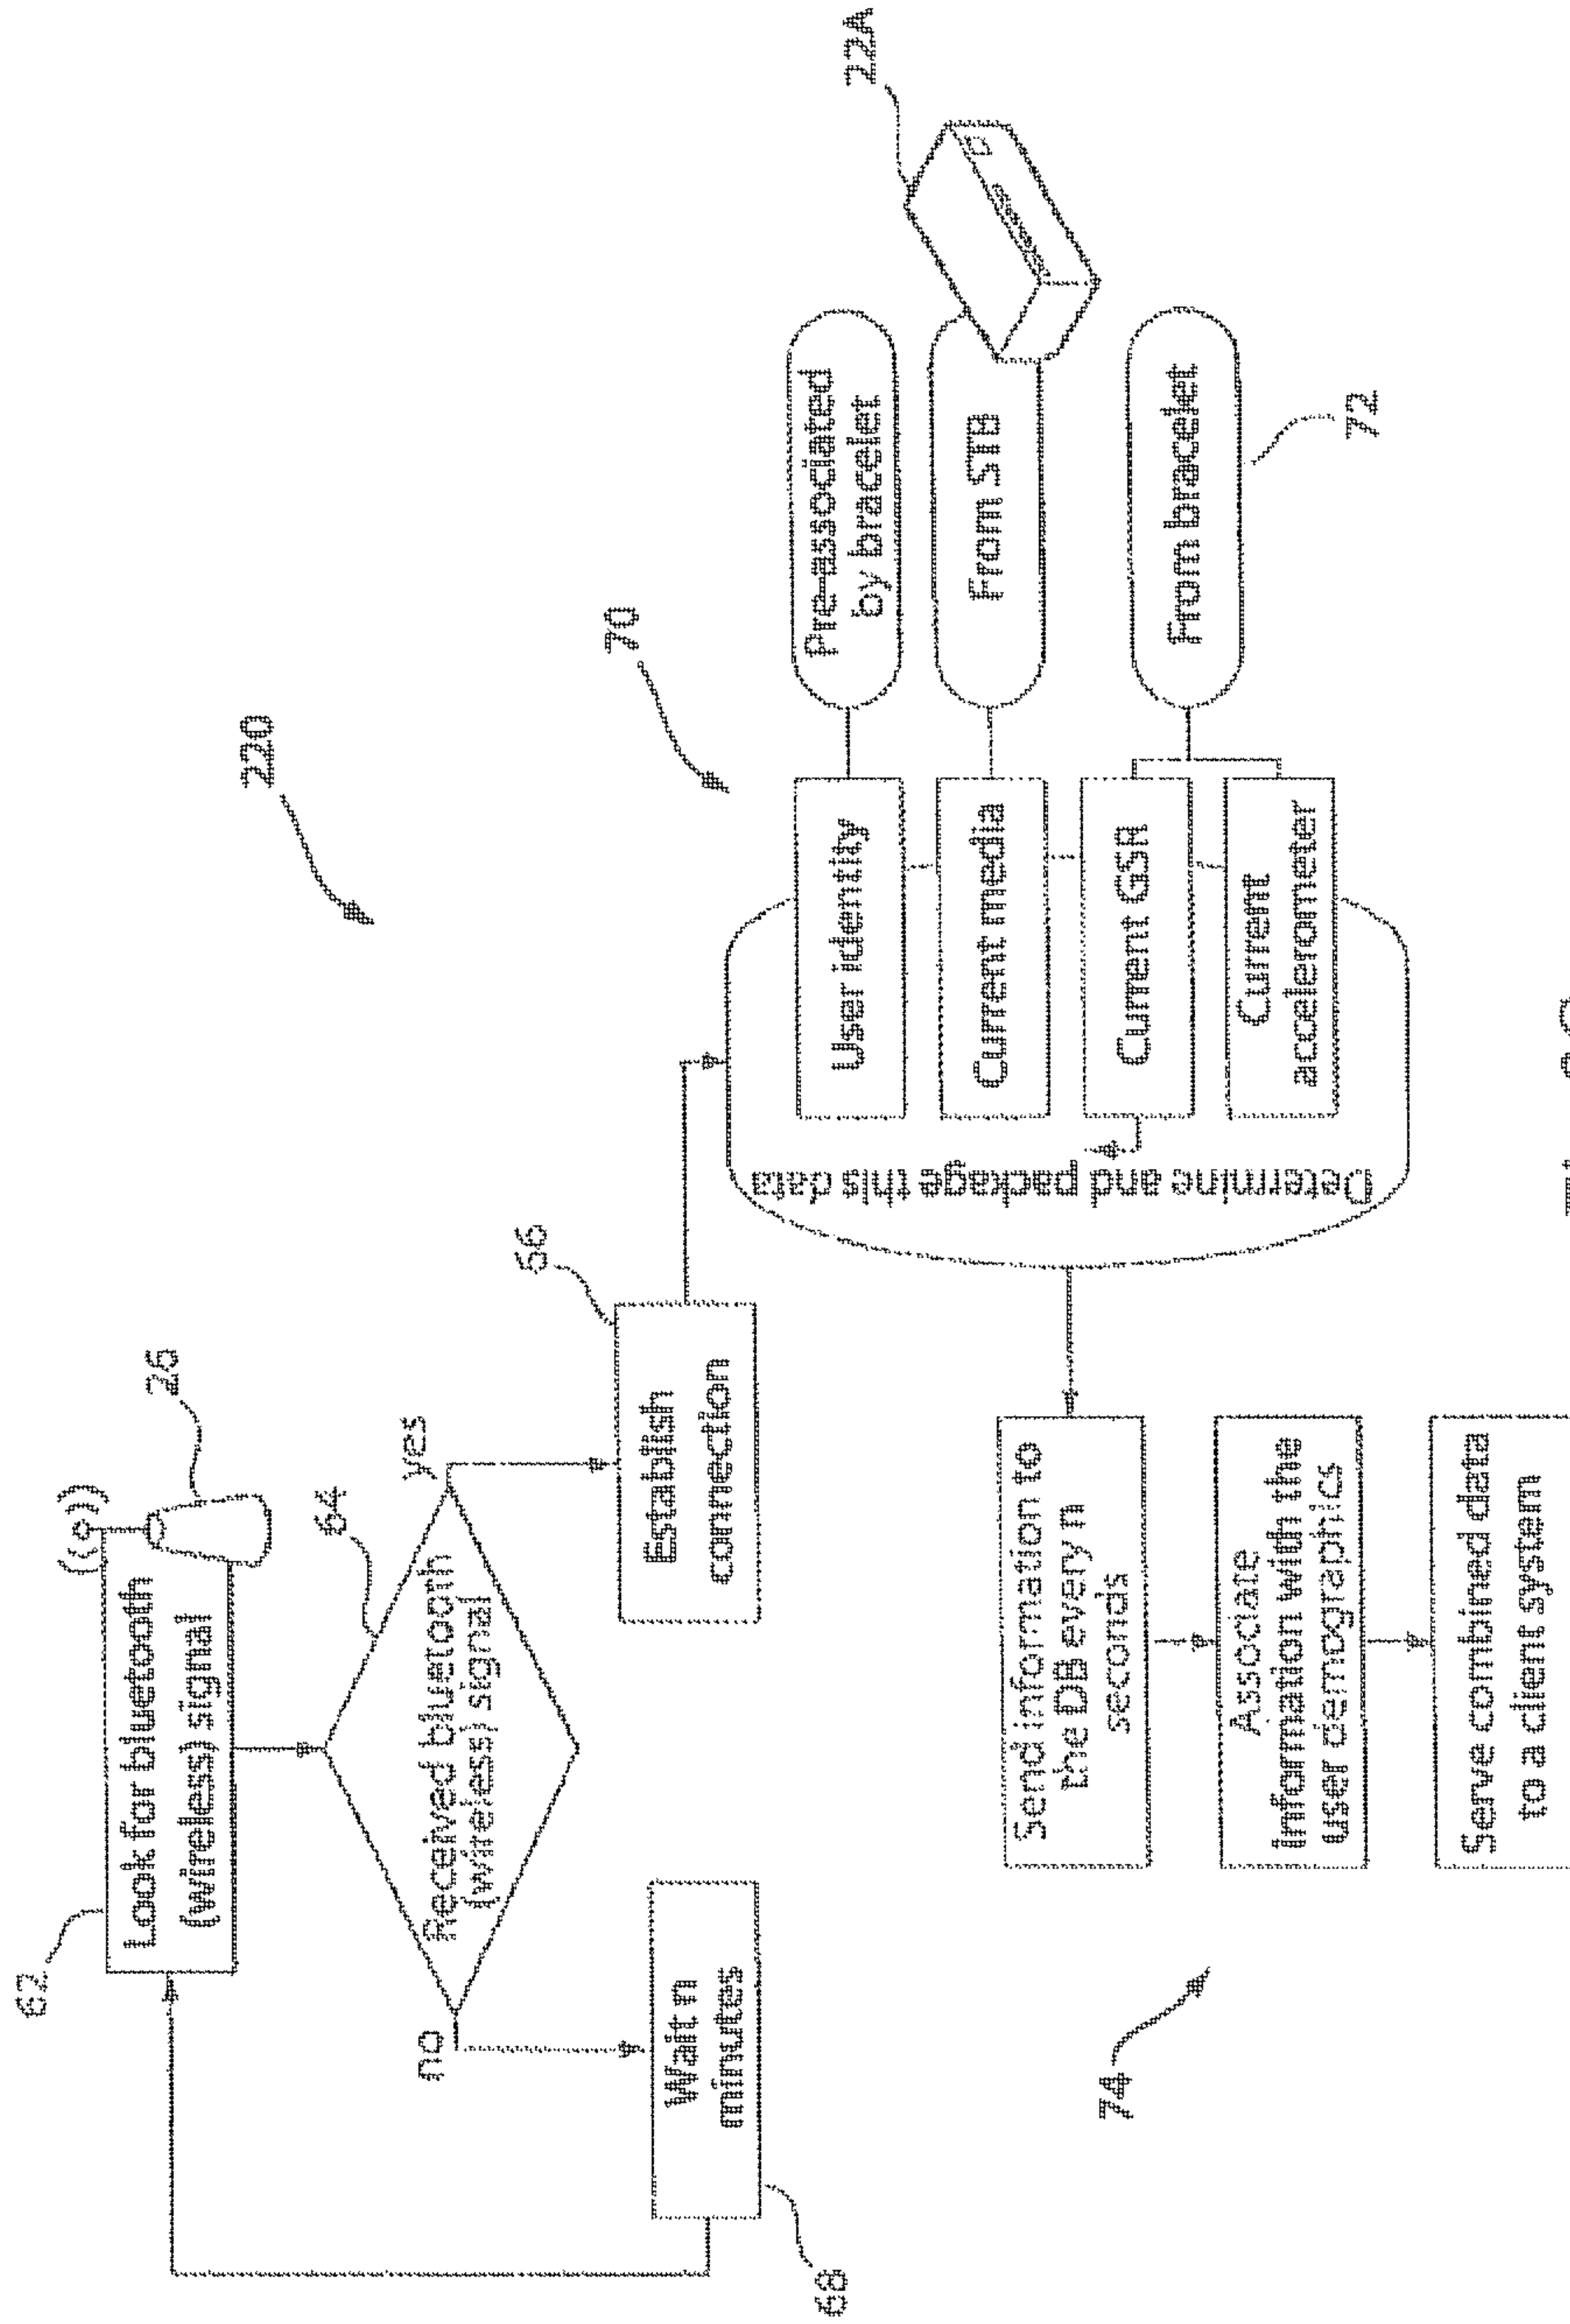 62
Look for bluetooth
(wireless) signal
((o))
26
64
Received bluetooth
(wireless) signal
yes
no
Wait n
minutes
68
Establish
connection
66
220
70
Determine and package this data
User identity
Current media
Current GSR
Current
accelerometer
Pre-associated
by bracelet
From STB
From bracelet
22A
72
Send information to
the DB every n
seconds
Associate
information with the
user demographics
Serve combined data
to a client system
74